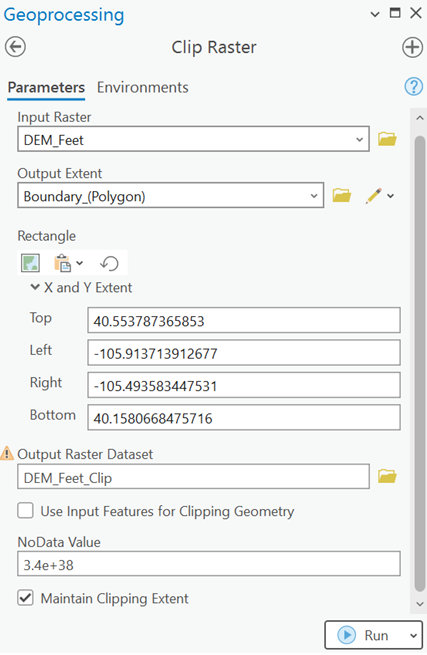 Geoprocessing
Clip Raster
Parameters Environments
Input Raster
DEM_Feet
Output Extent
Boundary_(Polygon)
Rectangle
X and Y Extent
Top 40.553787365853
Left -105.913713912677
Right -105.493583447531
Bottom 40.1580668475716
Output Raster Dataset
DEM_Feet_Clip
Use Input Features for Clipping Geometry
NoData Value
3.4e+38
Maintain Clipping Extent
Run